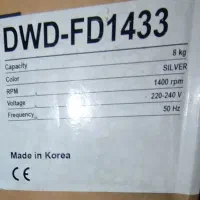 DWD-FD1433
Capacity 8 kg
Color SILVER
RPM 1400 rpm
Voltage 220-240 V
Frequency 50 Hz
Made in Korea
CE